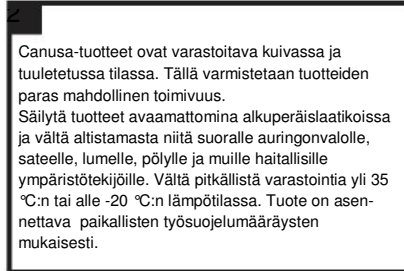 2
Canusa-tuotteet ovat varastoitava kuivassa ja
tuuletetussa tilassa. Tällä varmistetaan tuotteiden
paras mahdollinen toimivuus.
Säilytä tuotteet avaamattomina alkuperäislaatikoissa
ja vältä altistamasta niitä suoralle auringonvalolle,
sateelle, lumelle, pölylle ja muille haitallisille
ympäristötekijöille. Vältä pitkällistä varastointia yli 35
°C:n tai alle -20 °C:n lämpötilassa. Tuote on asen-
nettava paikallisten työsuojelumääräysten
mukaisesti.